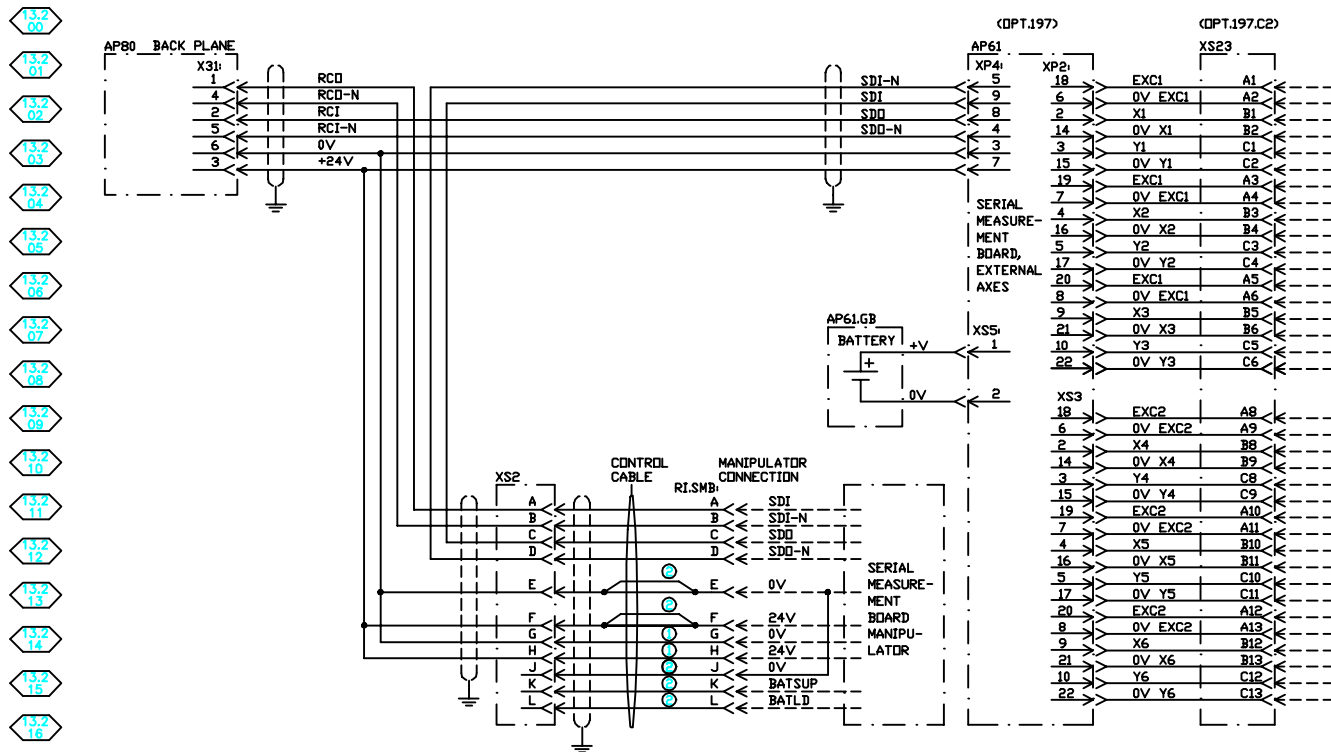 13.2
00
13.2
01
13.2
02
13.2
03
13.2
04
13.2
05
13.2
06
13.2
07
13.2
08
13.2
09
13.2
10
13.2
11
13.2
12
13.2
13
13.2
14
13.2
15
13.2
16
AP80 BACK PLANE
X31:
1 RCO
4 RCO-N
2 RCI
5 RCI-N
6 0V
3 +24V
(OPT.197)
AP61
XP4:
SDI-N 5
SDI 9
SDO 8
SDO-N 4
3
7
SERIAL
MEASURE-
MENT
BOARD,
EXTERNAL
AXES
AP61.GB
BATTERY
+
+V
0V
XS5:
1
2
(OPT.197.C2)
XS23
XP2:
18 EXC1 A1
6 0V EXC1 A2
2 X1 B1
14 0V X1 B2
3 Y1 C1
15 0V Y1 C2
19 EXC1 A3
7 0V EXC1 A4
4 X2 B3
16 0V X2 B4
5 Y2 C3
17 0V Y2 C4
20 EXC1 A5
8 0V EXC1 A6
9 X3 B5
21 0V X3 B6
10 Y3 C5
22 0V Y3 C6
XS3
18 EXC2 A8
6 0V EXC2 A9
2 X4 B8
14 0V X4 B9
3 Y4 C8
15 0V Y4 C9
19 EXC2 A10
7 0V EXC2 A11
4 X5 B10
16 0V X5 B11
5 Y5 C10
17 0V Y5 C11
20 EXC2 A12
8 0V EXC2 A13
9 X6 B12
21 0V X6 B13
10 Y6 C12
22 0V Y6 C13
XS2
CONTROL
CABLE
MANIPULATOR
CONNECTION
R1.SMB:
A A SDI
B B SDI-N
C C SDO
D D SDO-N
2
E E 0V
2
F F 24V
G 1 G 0V
H 1 H 24V
J 2 J 0V
K 2 K BATSUP
L 2 L BATLD
SERIAL
MEASURE-
MENT
BOARD
MANIPU-
LATOR